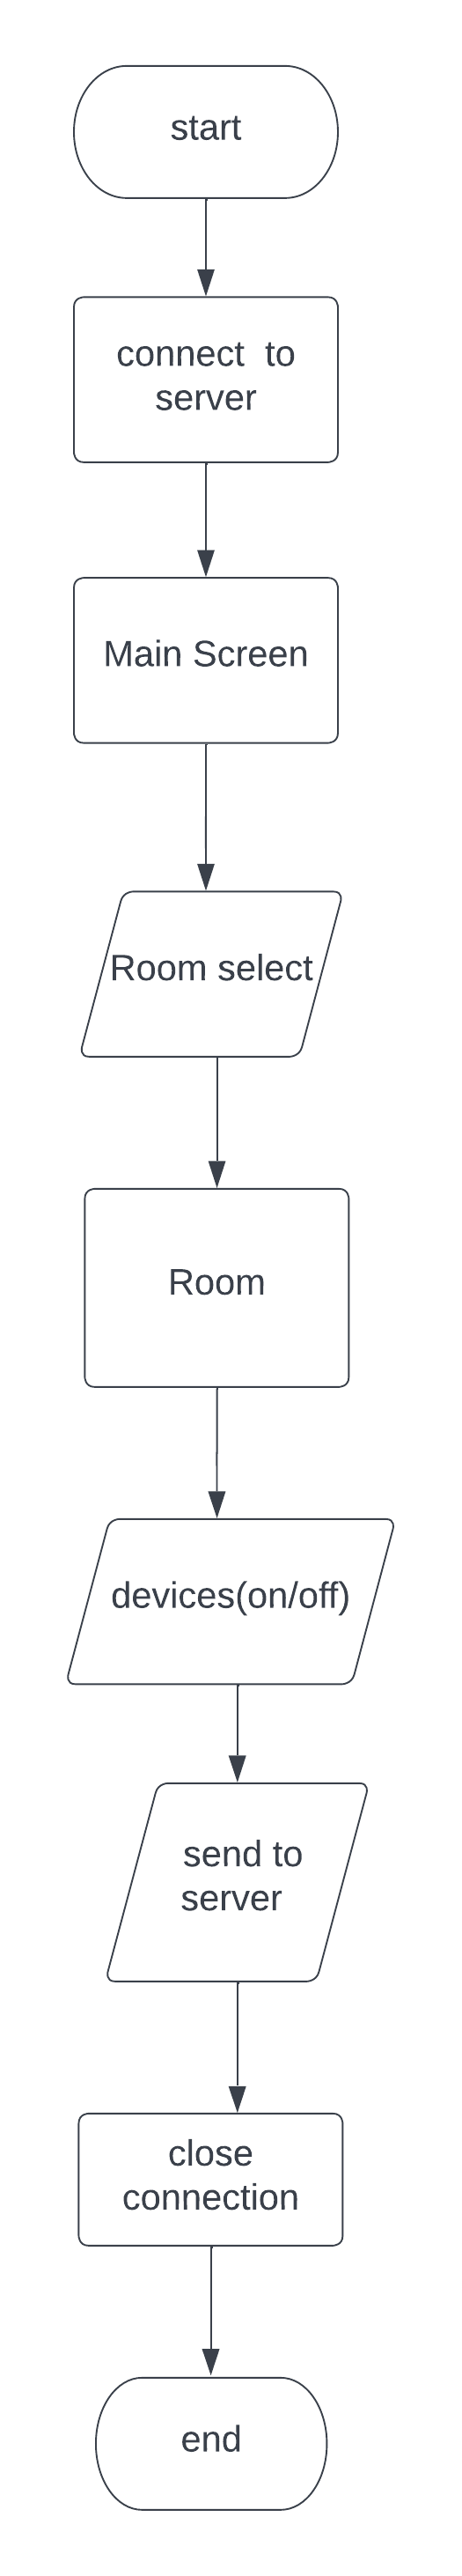 start
connect  to
server
Main Screen
Room select
Room
devices(on/off)
send to
server
close
connection
end